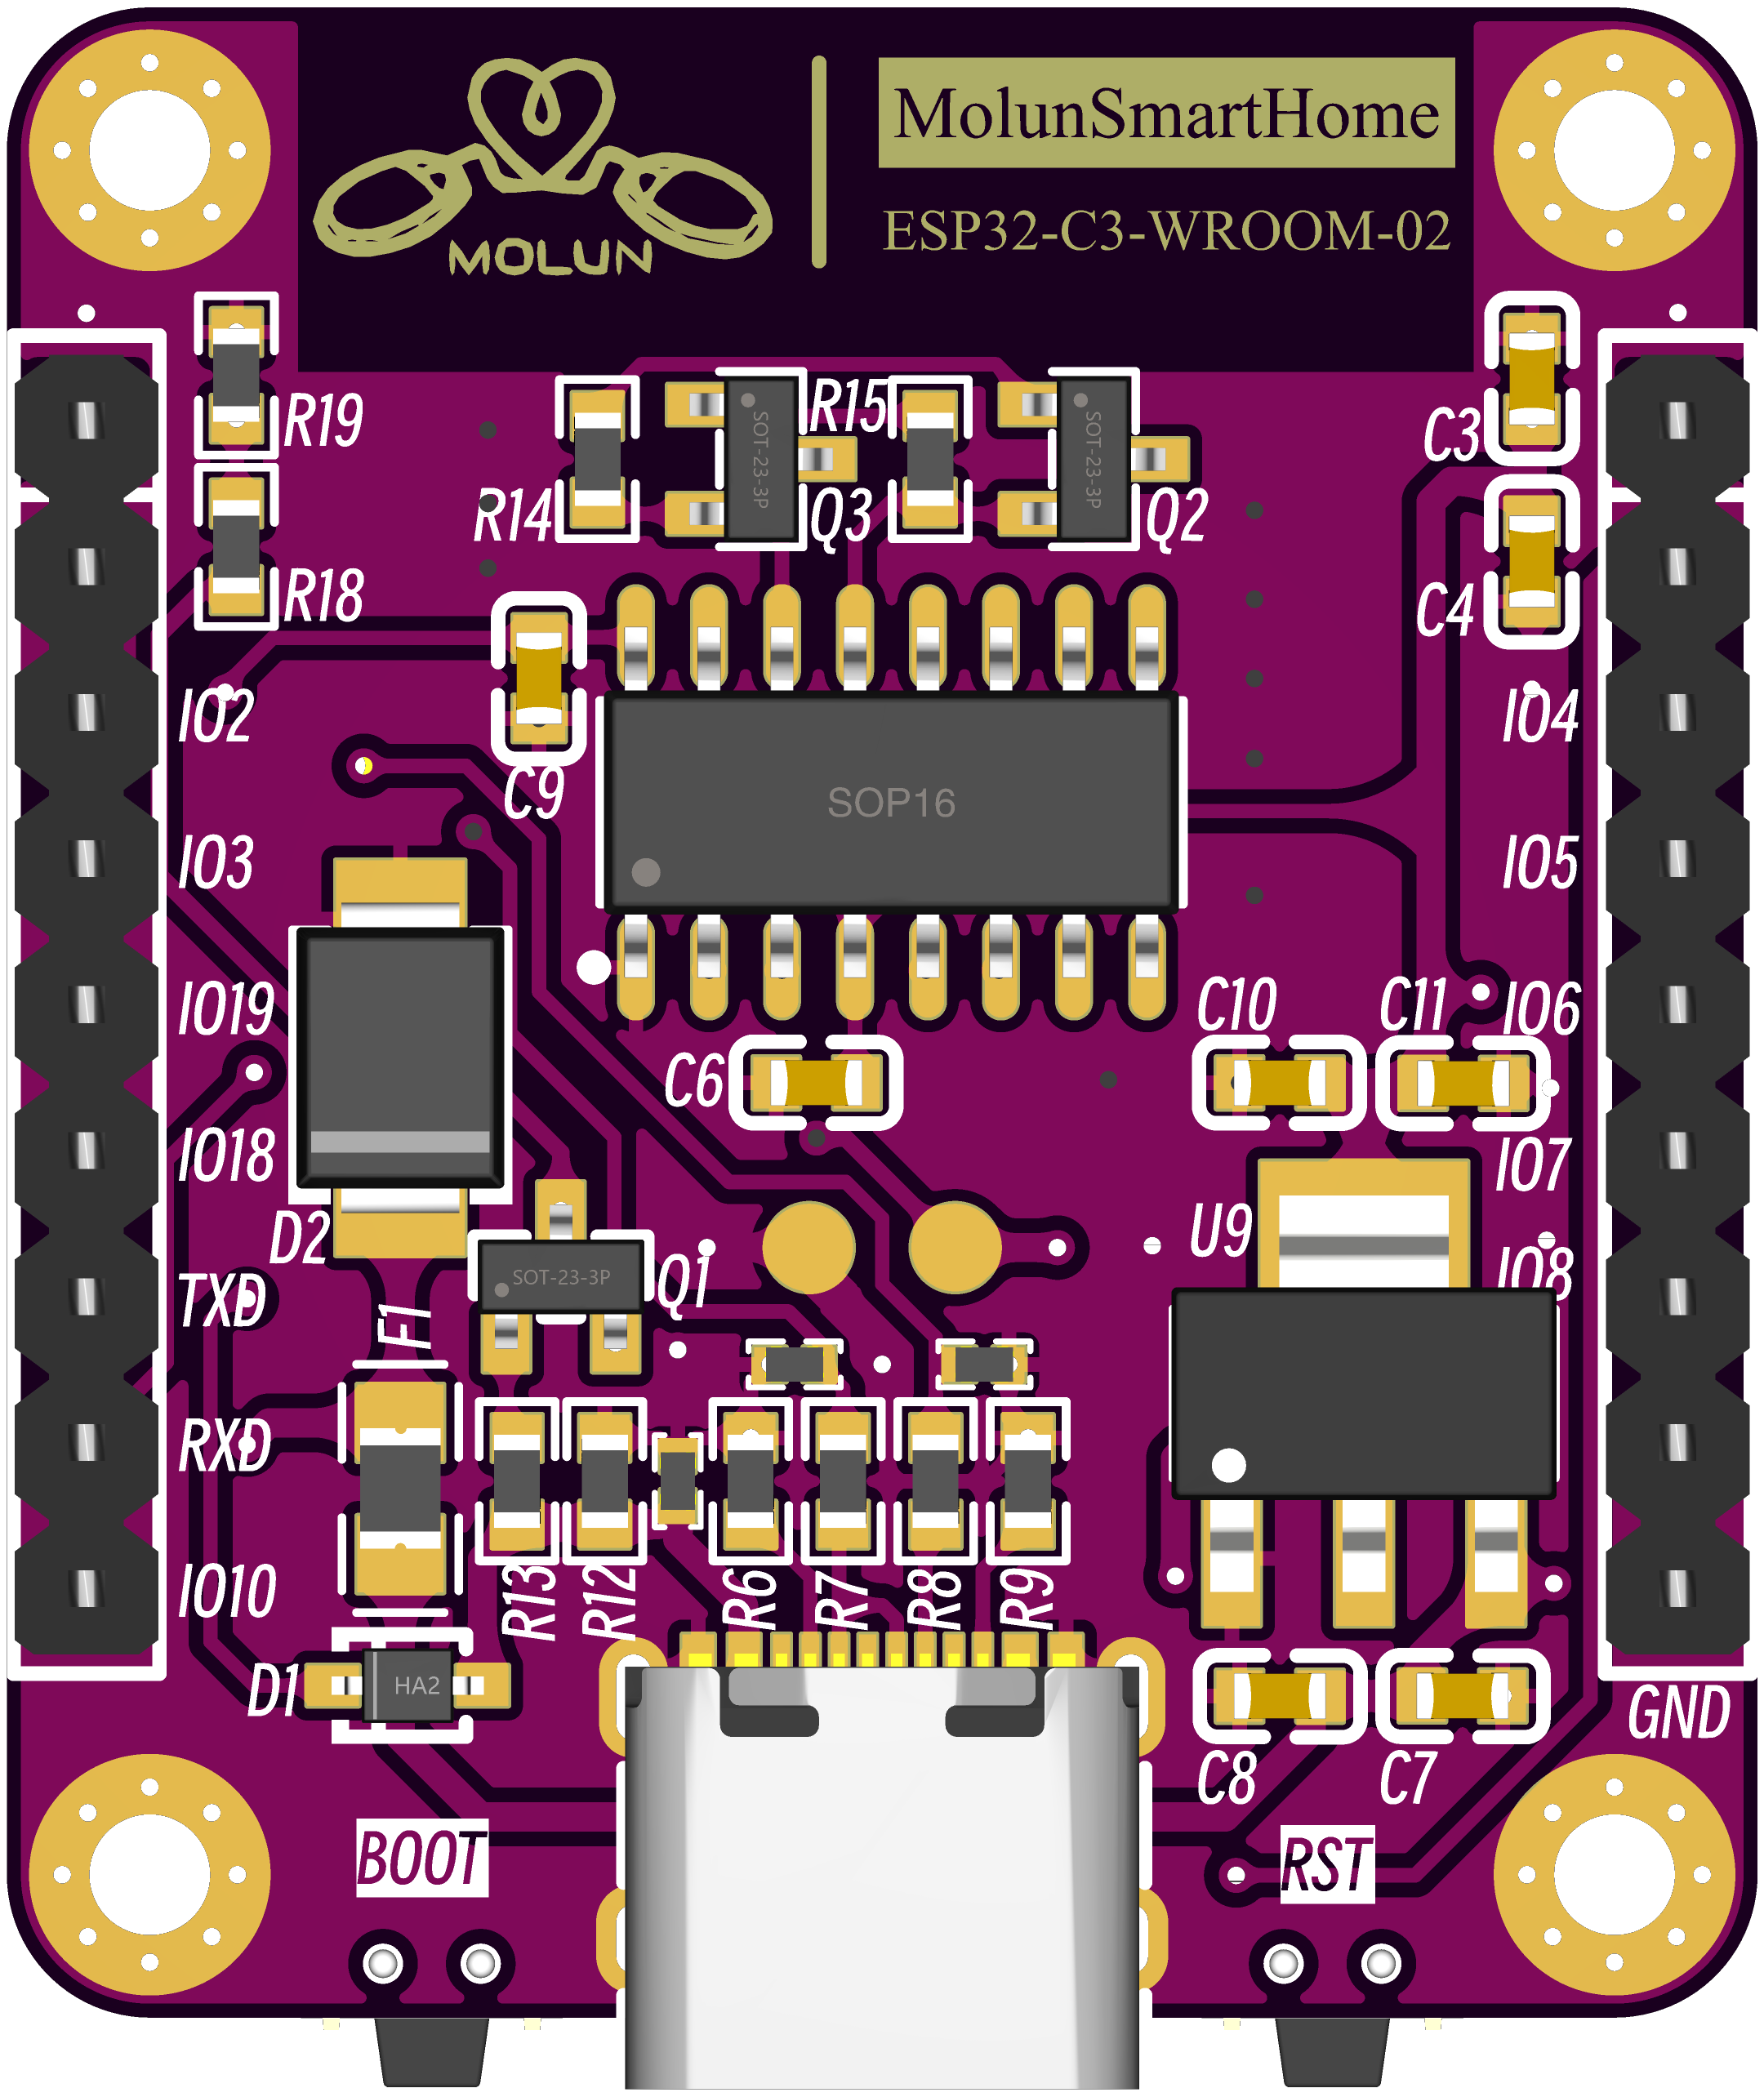 MOLUN
MolunSmartHome
ESP32-C3-WROOM-02
R19
R18
R14
SOT-23-3P
Q3
R15
SOT-23-3P
Q2
C3
C4
IO2
IO3
IO19
IO18
TXD
RXD
IO10
C9
SOP16
IO4
IO5
IO6
IO7
IO8
C6
C10
C11
D2
U9
SOT-23-3P
Q1
F1
R13
R12
R6
R7
R8
R9
D1
HA2
C8
C7
GND
BOOT
RST